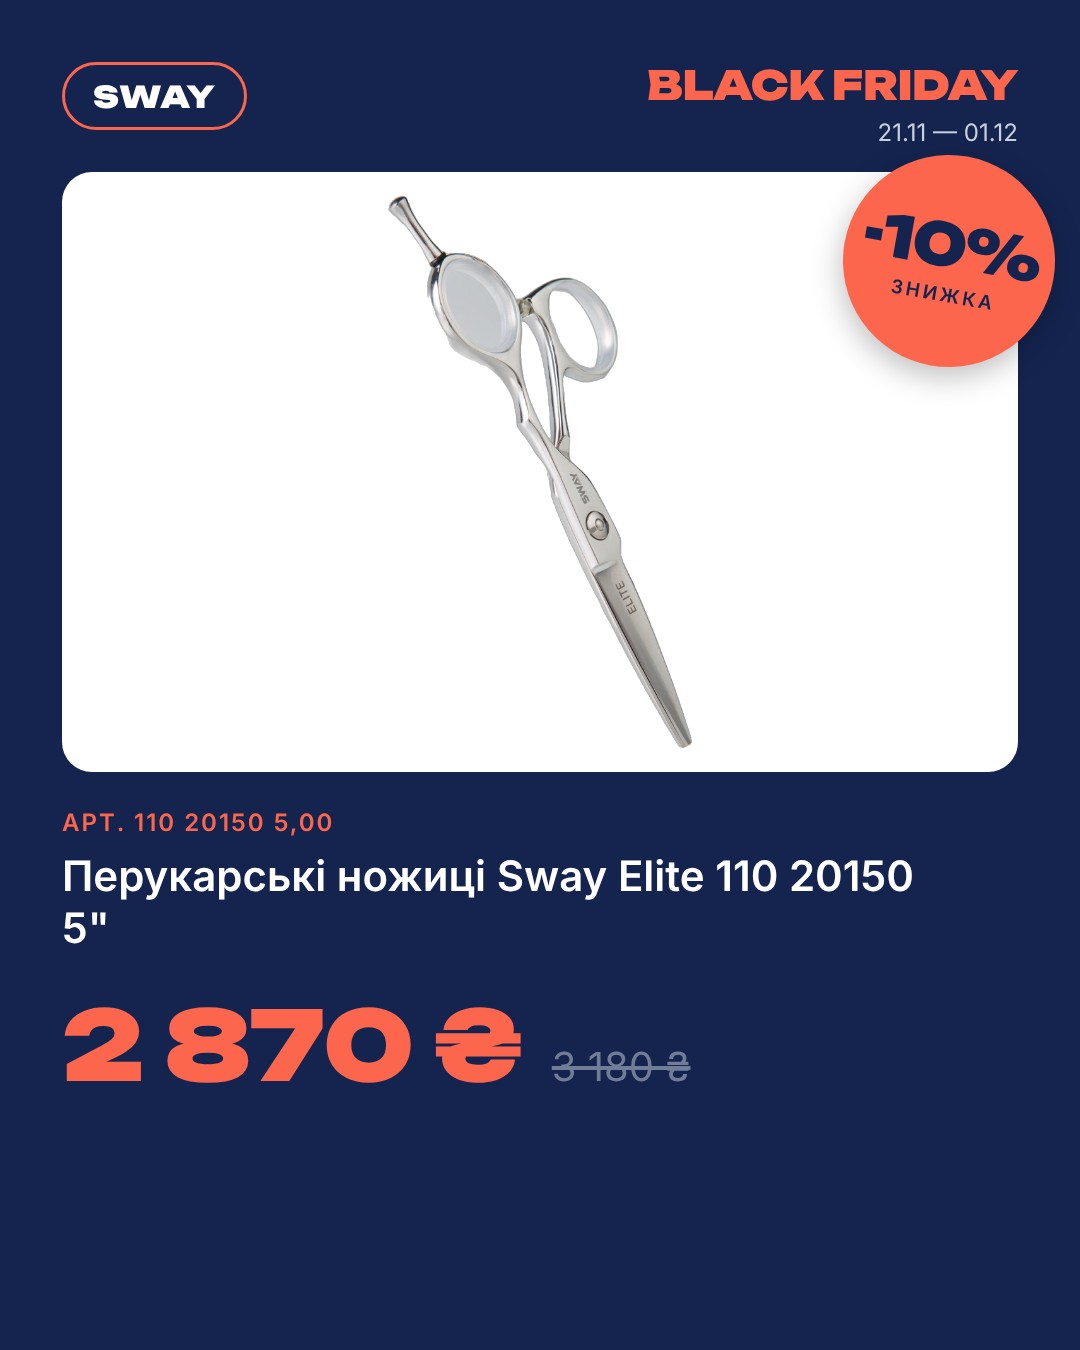 SWAY
BLACK FRIDAY
21.11 — 01.12
-10%
ЗНИЖКА
SWAY
ELITE
АРТ. 110 20150 5,00
Перукарські ножиці Sway Elite 110 20150
5"
2 870 ₴
3 180 ₴